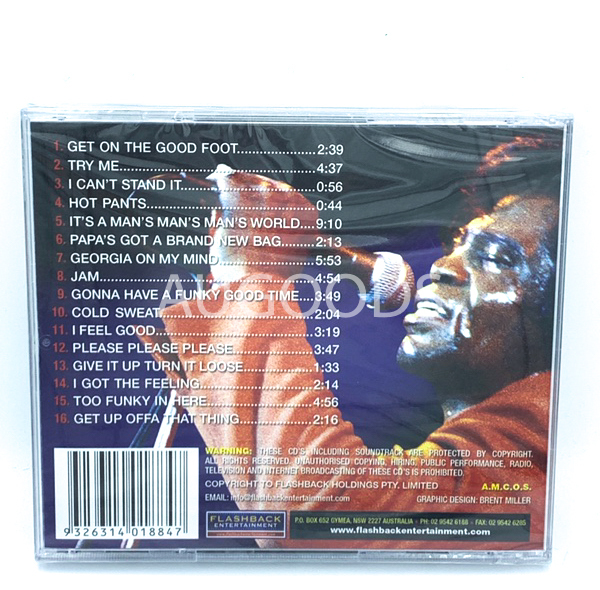 1. GET ON THE GOOD FOOT....................2:39
2. TRY ME....................4:37
3. I CAN'T STAND IT....................0:56
4. HOT PANTS....................0:44
5. IT'S A MAN'S MAN'S MAN'S WORLD....9:10
6. PAPA'S GOT A BRAND NEW BAG.......2:13
7. GEORGIA ON MY MIND....................5:53
8. JAM....................4:54
9. GONNA HAVE A FUNKY GOOD TIME...3:49
10. COLD SWEAT....................2:04
11. I FEEL GOOD....................3:19
12. PLEASE PLEASE PLEASE....................3:47
13. GIVE IT UP TURN IT LOOSE....................1:33
14. I GOT THE FEELING....................2:14
15. TOO FUNKY IN HERE....................4:56
16. GET UP OFFA THAT THING....................2:16
AUGOODS
WARNING: THESE CD'S INCLUDING SOUNDTRACK ARE PROTECTED BY COPYRIGHT.
ALL RIGHTS RESERVED. UNAUTHORISED COPYING, HIRING, PUBLIC PERFORMANCE, RADIO,
TELEVISION AND INTERNET BROADCASTING OF THESE CD'S IS PROHIBITED.
COPYRIGHT TO FLASHBACK HOLDINGS PTY. LIMITED A.M.C.O.S.
EMAIL: info@flashbackentertainment.com GRAPHIC DESIGN: BRENT MILLER
9 326314 018847
FLASHBACK
ENTERTAINMENT
P.O. BOX 652 GYMEA, NSW 2227 AUSTRALIA • PH: 02 9542 6188 • FAX: 02 9542 6285
www.flashbackentertainment.com